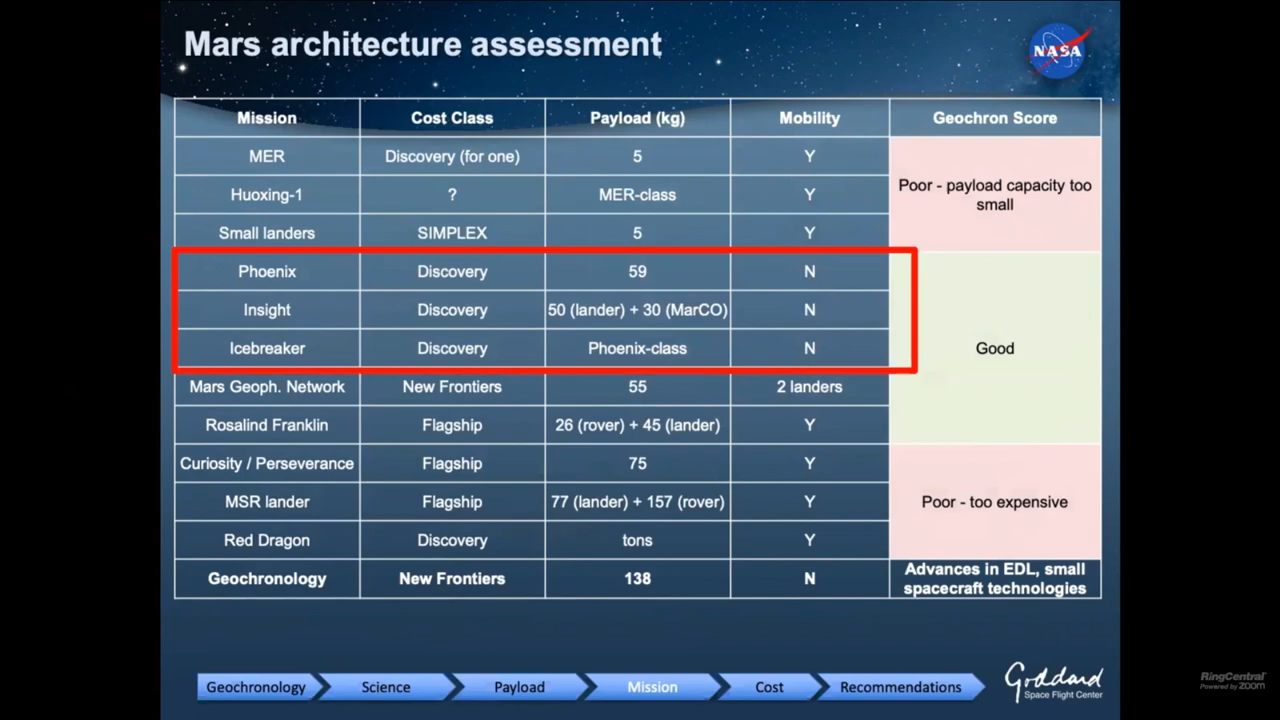 Mars architecture assessment
NASA
Mission Cost Class Payload (kg) Mobility Geochron Score
MER Discovery (for one) 5 Y
Huoxing-1 ? MER-class Y
Poor - payload capacity too
small
Small landers SIMPLEX 5 Y
Phoenix Discovery 59 N
Insight Discovery 50 (lander) + 30 (MarCO) N
Icebreaker Discovery Phoenix-class N Good
Mars Geoph. Network New Frontiers 55 2 landers
Rosalind Franklin Flagship 26 (rover) + 45 (lander) Y
Curiosity / Perseverance Flagship 75 Y
MSR lander Flagship 77 (lander) + 157 (rover) Y Poor - too expensive
Red Dragon Discovery tons Y
Geochronology New Frontiers 138 N
Advances in EDL, small
spacecraft technologies
Geochronology Science Payload Mission Cost Recommendations
Goddard
Space Flight Center
RingCentral
Powered by zoom